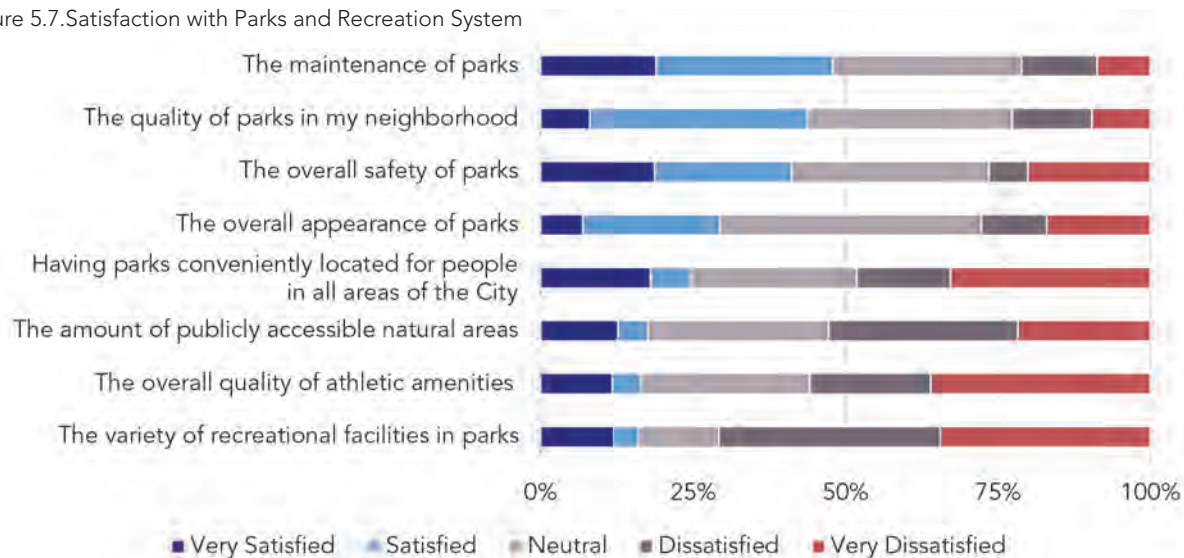 ure 5.7.Satisfaction with Parks and Recreation System
The maintenance of parks
The quality of parks in my neighborhood
The overall safety of parks
The overall appearance of parks
Having parks conveniently located for people
in all areas of the City
The amount of publicly accessible natural areas
The overall quality of athletic amenities
The variety of recreational facilities in parks
0% 25% 50% 75% 100%
Very Satisfied Satisfied Neutral Dissatisfied Very Dissatisfied